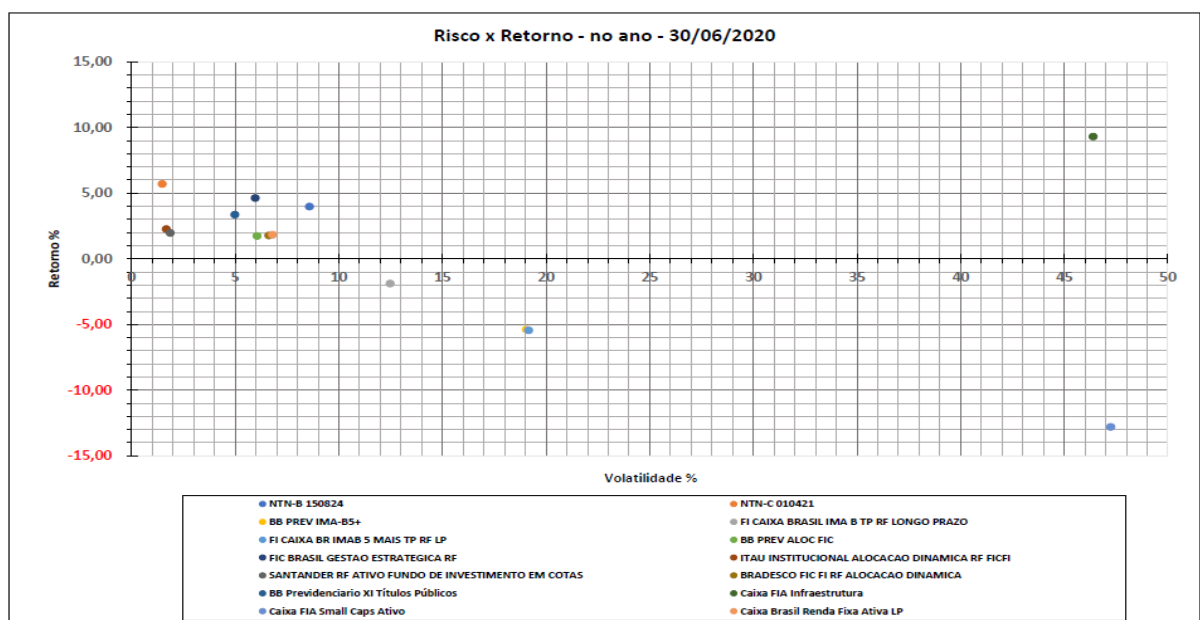 Risco x Retorno - no ano - 30/06/2020
15,00
10,00
5,00
0,00
-5,00
-10,00
-15,00
Retorno %
0 5 10 15 20 25 30 35 40 45 50
Volatilidade %
NTN-B 150824 NTN-C 010421
BB PREV IMA-B5+ FI CAIXA BRASIL IMA B TP RF LONGO PRAZO
FI CAIXA BR IMAB 5 MAIS TP RF LP BB PREV ALOC FIC
FIC BRASIL GESTAO ESTRATEGICA RF ITAU INSTITUCIONAL ALOCACAO DINAMICA RF FICFI
SANTANDER RF ATIVO FUNDO DE INVESTIMENTO EM COTAS BRADESCO FIC FI RF ALOCACAO DINAMICA
BB Previdenciario XI Títulos Públicos Caixa FIA Infraestrutura
Caixa FIA Small Caps Ativo Caixa Brasil Renda Fixa Ativa LP